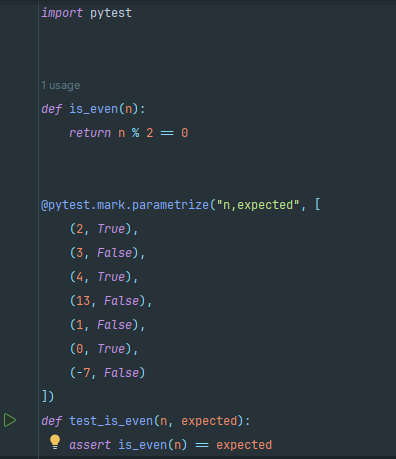 import pytest
1 usage
def is_even(n):
    return n % 2 == 0
@pytest.mark.parametrize("n,expected", [
    (2, True),
    (3, False),
    (4, True),
    (13, False),
    (1, False),
    (0, True),
    (-7, False)
])
def test_is_even(n, expected):
    assert is_even(n) == expected